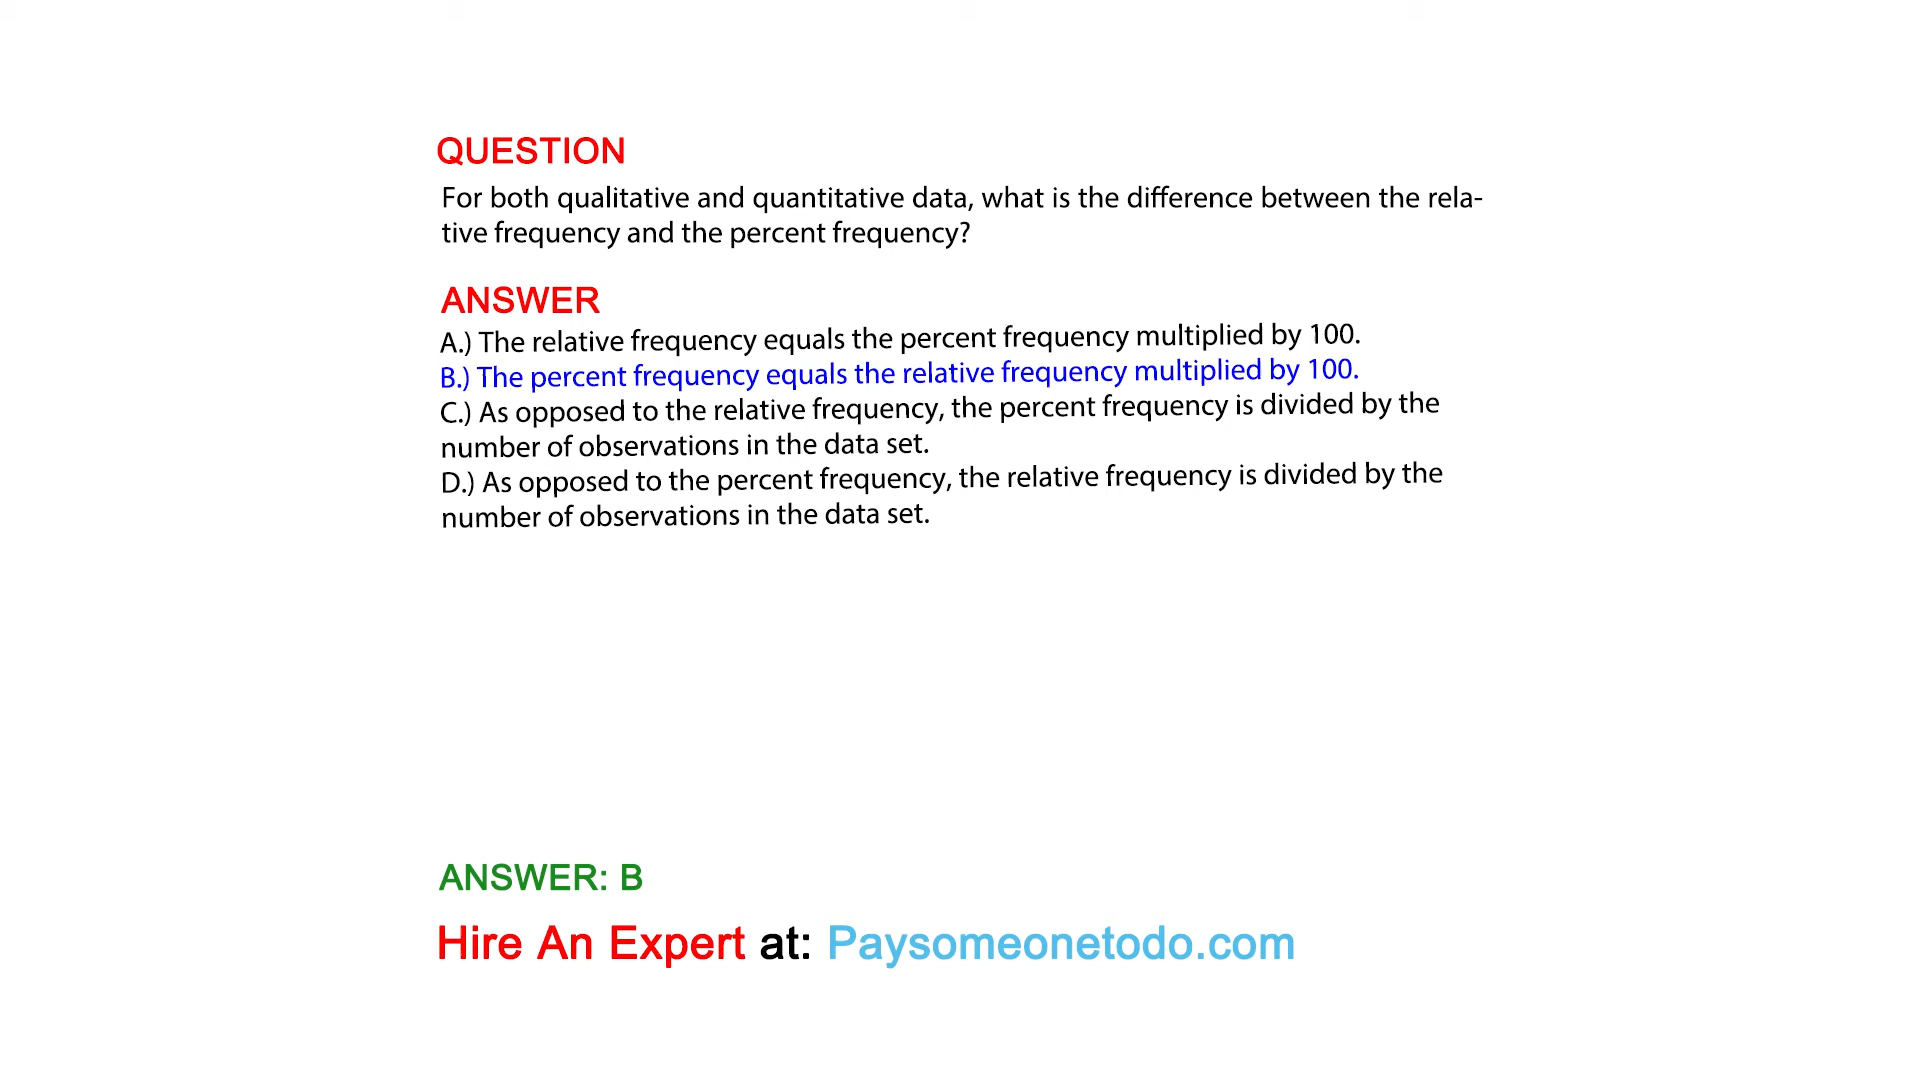 QUESTION
For both qualitative and quantitative data, what is the difference between the rela-
tive frequency and the percent frequency?
ANSWER
A.) The relative frequency equals the percent frequency multiplied by 100.
B.) The percent frequency equals the relative frequency multiplied by 100.
C.) As opposed to the relative frequency, the percent frequency is divided by the
number of observations in the data set.
D.) As opposed to the percent frequency, the relative frequency is divided by the
number of observations in the data set.
ANSWER: B
Hire An Expert at: Paysomeonetodo.com